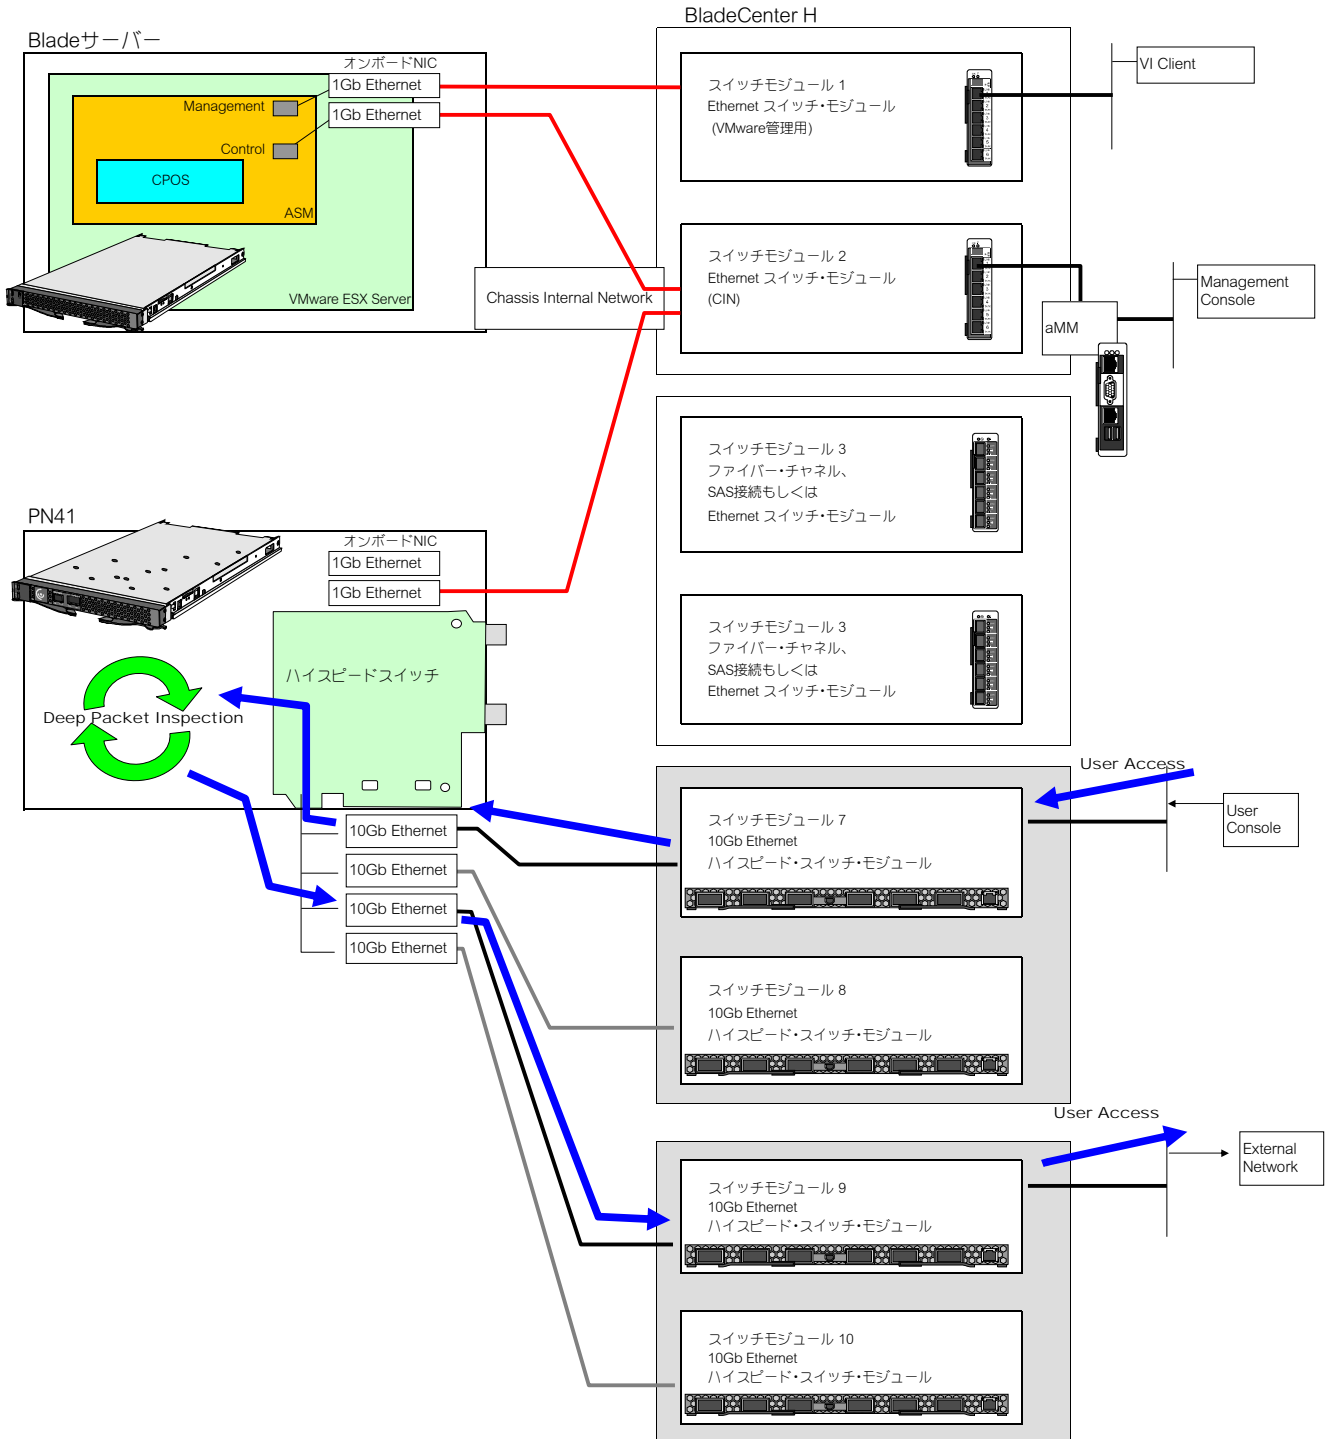 BladeCenter H
Bladeサーバー
オンボードNIC
1Gb Ethernet
1Gb Ethernet
Management
Control
CPOS
ASM
VMware ESX Server
スイッチモジュール 1
Ethernet スイッチ・モジュール
(VMware管理用)
VI Client
Chassis Internal Network
スイッチモジュール 2
Ethernet スイッチ・モジュール
(CIN)
aMM
Management
Console
スイッチモジュール 3
ファイバー・チャネル、
SAS接続もしくは
Ethernet スイッチ・モジュール
PN41
オンボードNIC
1Gb Ethernet
1Gb Ethernet
ハイスピードスイッチ
Deep Packet Inspection
スイッチモジュール 3
ファイバー・チャネル、
SAS接続もしくは
Ethernet スイッチ・モジュール
User Access
User
Console
10Gb Ethernet
10Gb Ethernet
10Gb Ethernet
10Gb Ethernet
スイッチモジュール 7
10Gb Ethernet
ハイスピード・スイッチ・モジュール
スイッチモジュール 8
10Gb Ethernet
ハイスピード・スイッチ・モジュール
User Access
External
Network
スイッチモジュール 9
10Gb Ethernet
ハイスピード・スイッチ・モジュール
スイッチモジュール 10
10Gb Ethernet
ハイスピード・スイッチ・モジュール